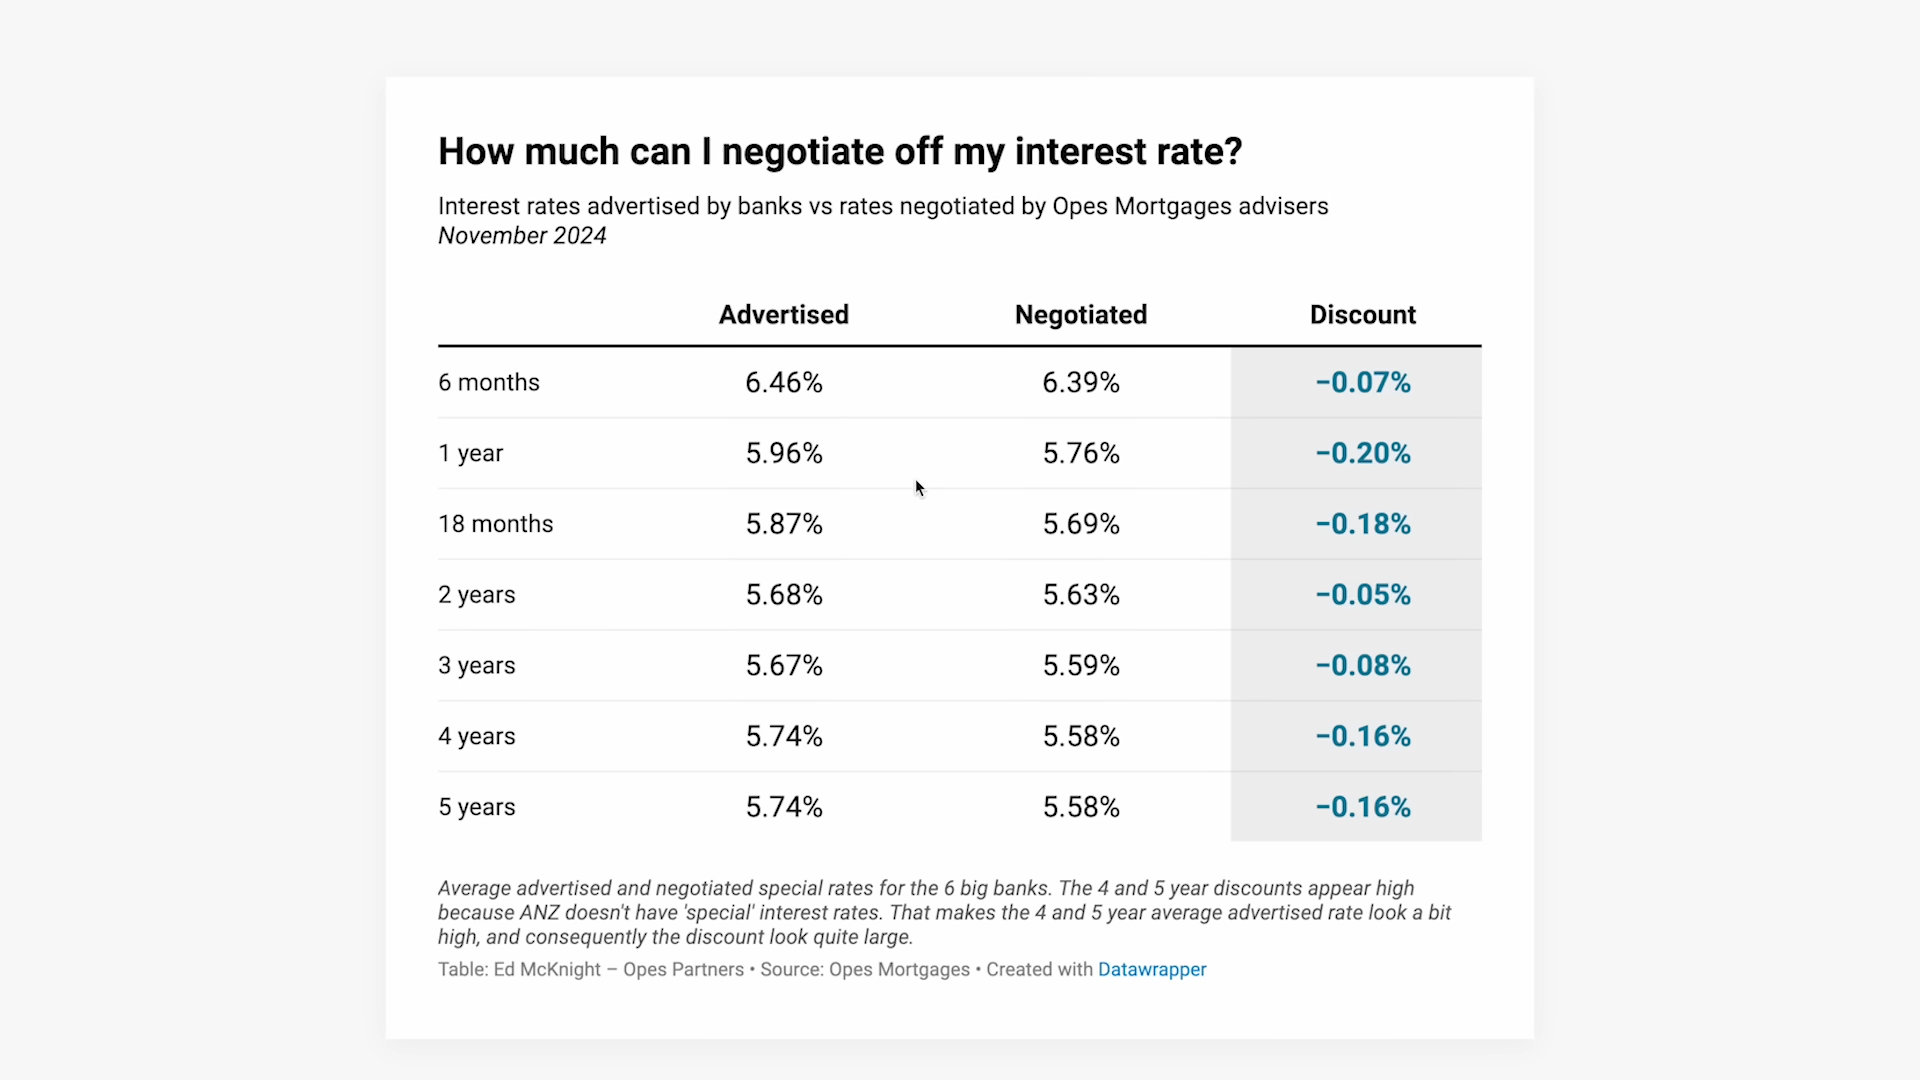 How much can I negotiate off my interest rate?
Interest rates advertised by banks vs rates negotiated by Opes Mortgages advisers
November 2024
Advertised Negotiated Discount
6 months 6.46% 6.39% −0.07%
1 year 5.96% 5.76% −0.20%
18 months 5.87% 5.69% −0.18%
2 years 5.68% 5.63% −0.05%
3 years 5.67% 5.59% −0.08%
4 years 5.74% 5.58% −0.16%
5 years 5.74% 5.58% −0.16%
Average advertised and negotiated special rates for the 6 big banks. The 4 and 5 year discounts appear high
because ANZ doesn't have 'special' interest rates. That makes the 4 and 5 year average advertised rate look a bit
high, and consequently the discount look quite large.
Table: Ed McKnight – Opes Partners • Source: Opes Mortgages • Created with Datawrapper